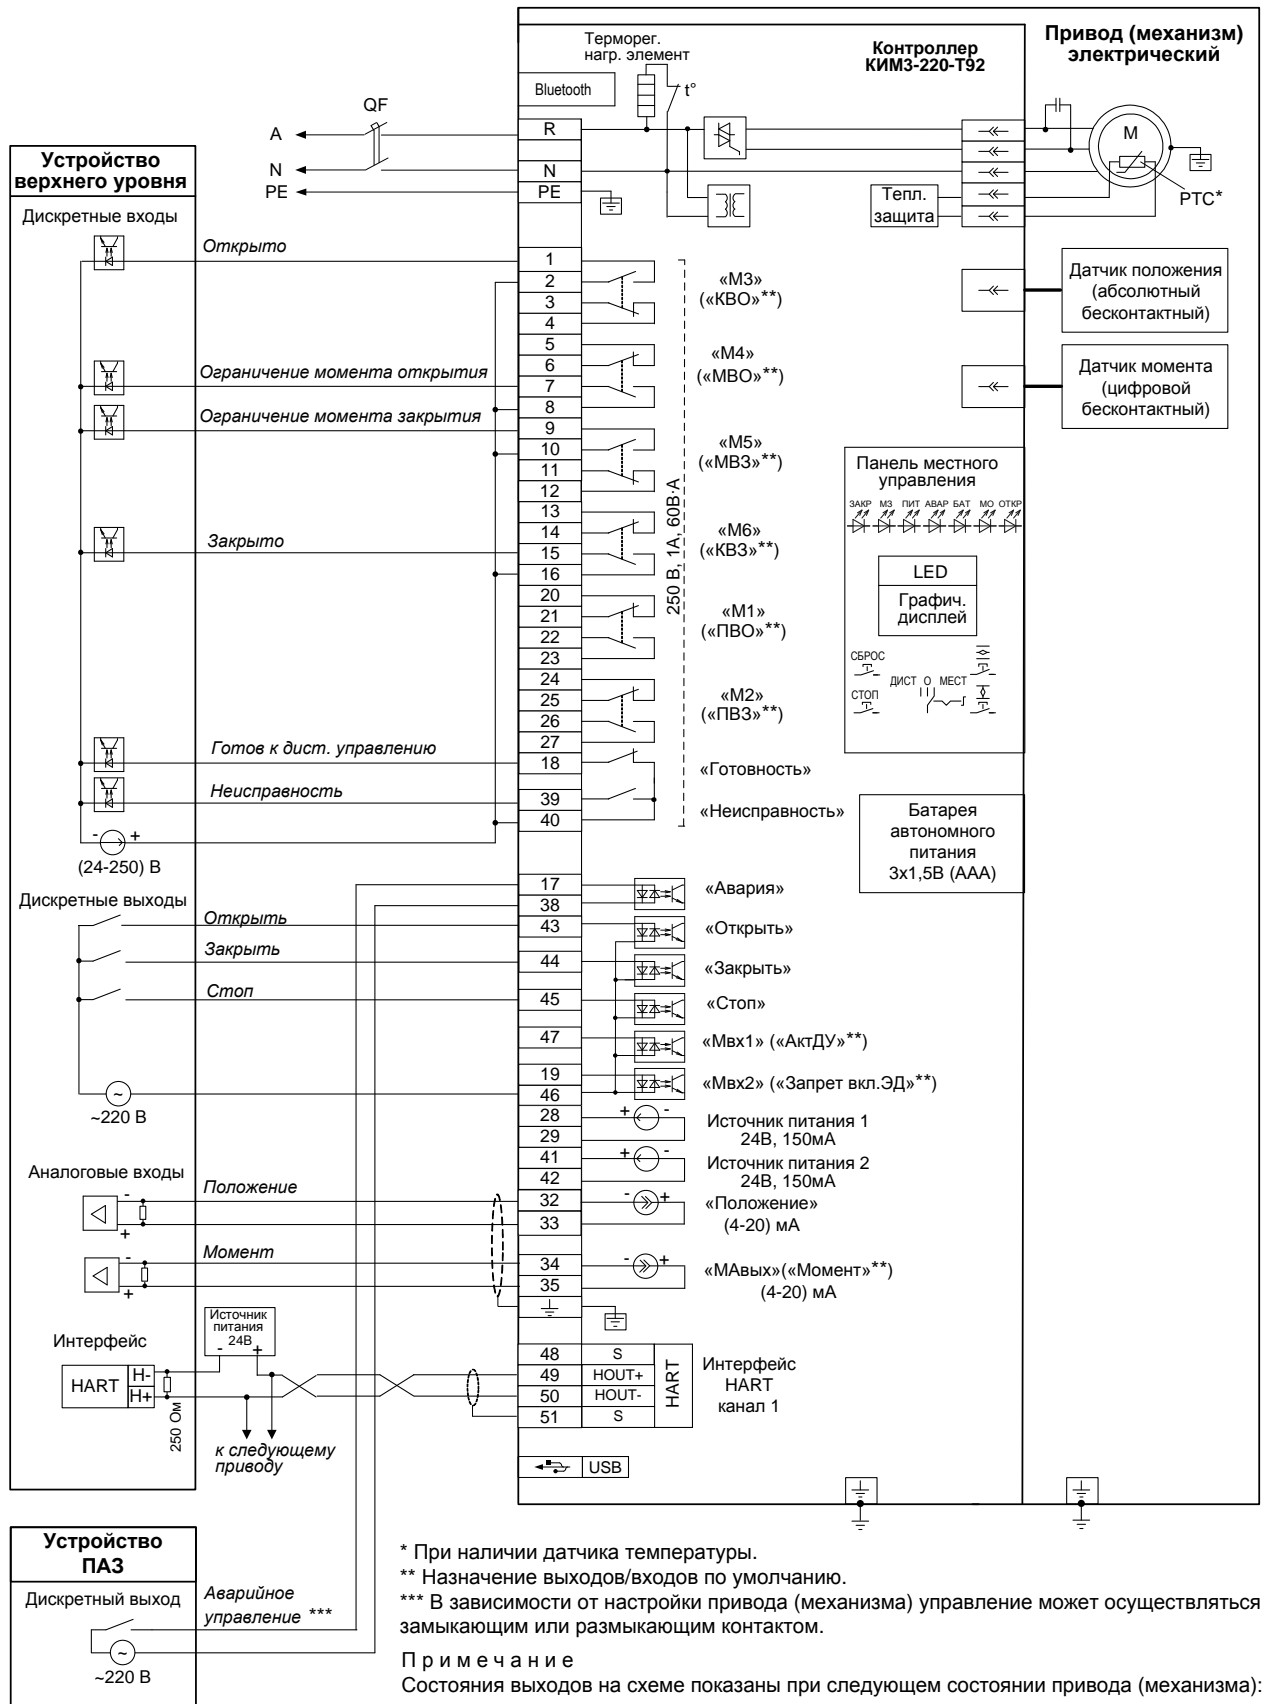 Привод (механизм)
электрический
Контроллер
КИМ3-220-Т92
Терморег.
нагр. элемент
t°
Bluetooth
QF
A
N
PE
R
N
PE
Тепл.
защита
M
PTC*
Устройство
верхнего уровня
Дискретные входы
Открыто
Ограничение момента открытия
Ограничение момента закрытия
Закрыто
Готов к дист. управлению
Неисправность
- +
(24-250) В
1
2
3
4
5
6
7
8
9
10
11
12
13
14
15
16
20
21
22
23
24
25
26
27
18
39
40
«М3»
(«КВО»**)
«М4»
(«МВО»**)
«М5»
(«МВЗ»**)
«М6»
(«КВЗ»**)
«М1»
(«ПВО»**)
«М2»
(«ПВЗ»**)
«Готовность»
«Неисправность»
250 В, 1А, 60В·А
Датчик положения
(абсолютный
бесконтактный)
Датчик момента
(цифровой
бесконтактный)
Панель местного
управления
ЗАКР МЗ ПИТ АВАР БАТ МО ОТКР
LED
Графич.
дисплей
СБРОС
СТОП
ДИСТ О МЕСТ
Батарея
автономного
питания
3х1,5В (ААА)
Дискретные выходы
Открыть
Закрыть
Стоп
~
~220 В
17
38
43
44
45
47
19
46
28
29
41
42
32
33
34
35
«Авария»
«Открыть»
«Закрыть»
«Стоп»
«Мвх1» («АктДУ»**)
«Мвх2» («Запрет вкл.ЭД»**)
+ -
Источник питания 1
24В, 150мА
+ -
Источник питания 2
24В, 150мА
- +
«Положение»
(4-20) мА
- +
«МАвых»(«Момент»**)
(4-20) мА
Аналоговые входы
Положение
-
+
Момент
-
+
Источник
питания
24В
- +
Интерфейс
HART
H-
H+
250 Ом
к следующему
приводу
48 S
49 HOUT+
50 HOUT-
51 S
HART
Интерфейс
HART
канал 1
USB
Устройство
ПАЗ
Дискретный выход
Аварийное
управление ***
~
~220 В
* При наличии датчика температуры.
** Назначение выходов/входов по умолчанию.
*** В зависимости от настройки привода (механизма) управление может осуществляться
замыкающим или размыкающим контактом.
П р и м е ч а н и е
Состояния выходов на схеме показаны при следующем состоянии привода (механизма):